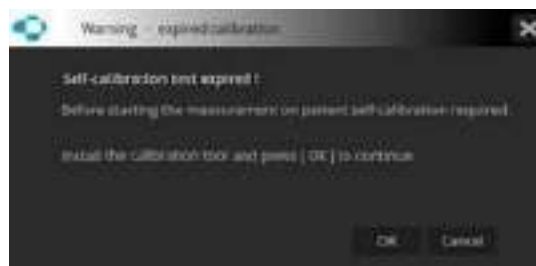 Warning - expired calibration
Self-calibration test expired !
Before starting the measurement on patient self-calibration required.
Install the calibration tool and press [ OK ] to continue
OK Cancel